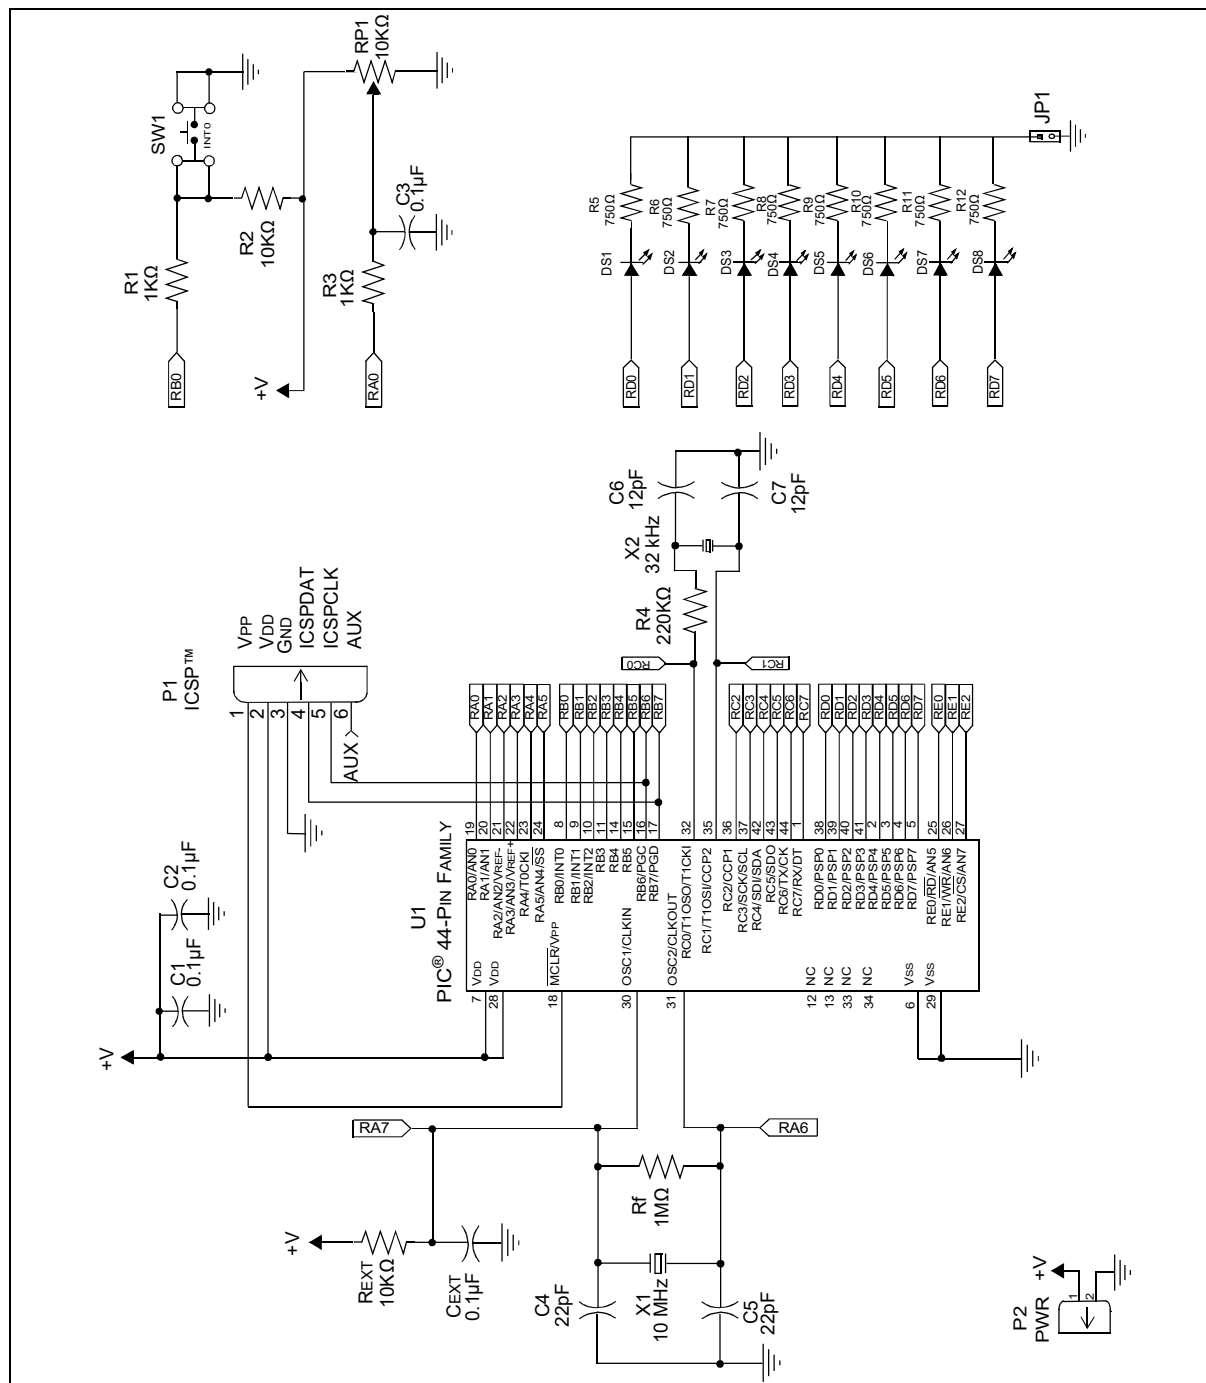 RP1
10KΩ
SW1
INT0
R2
10KΩ
C3
0.1µF
R1
1KΩ
R3
1KΩ
RB0
+V
RA0
JP1
R5
750Ω
R6
750Ω
R7
750Ω
R8
750Ω
R9
750Ω
R10
750Ω
R11
750Ω
R12
750Ω
DS1
DS2
DS3
DS4
DS5
DS6
DS7
DS8
RD0
RD1
RD2
RD3
RD4
RD5
RD6
RD7
C6
12pF
C7
12pF
X2
32 kHz
R4
220KΩ
RC0
RC1
P1
ICSP™
VPP
VDD
GND
ICSPDAT
ICSPCLK
AUX
1
2
3
4
5
6
AUX
RA0
RA1
RA2
RA3
RA4
RA5
RB0
RB1
RB2
RB3
RB4
RB5
RB6
RB7
RC2
RC3
RC4
RC5
RC6
RC7
RD0
RD1
RD2
RD3
RD4
RD5
RD6
RD7
RE0
RE1
RE2
U1
PIC® 44-PIN FAMILY
19 RA0/AN0
20 RA1/AN1
21 RA2/AN2/VREF-
22 RA3/AN3/VREF+
23 RA4/T0CKI
24 RA5/AN4/SS
8 RB0/INT0
9 RB1/INT1
10 RB2/INT2
11 RB3
14 RB4
15 RB5
16 RB6/PGC
17 RB7/PGD
32 RC0/T1OSO/T1CKI
35 RC1/T1OSI/CCP2
36 RC2/CCP1
37 RC3/SCK/SCL
42 RC4/SDI/SDA
43 RC5/SDO
44 RC6/TX/CK
1 RC7/RX/DT
38 RD0/PSP0
39 RD1/PSP1
40 RD2/PSP2
41 RD3/PSP3
2 RD4/PSP4
3 RD5/PSP5
4 RD6/PSP6
5 RD7/PSP7
25 RE0/RD/AN5
26 RE1/WR/AN6
27 RE2/CS/AN7
7 VDD
28 VDD
18 MCLR/VPP
30 OSC1/CLKIN
31 OSC2/CLKOUT
12 NC
13 NC
33 NC
34 NC
6 VSS
29 VSS
C2
0.1µF
C1
0.1µF
+V
RA7
RA6
Rf
1MΩ
+V
REXT
10KΩ
CEXT
0.1µF
C4
22pF
X1
10 MHz
C5
22pF
P2
PWR
1
2
+V